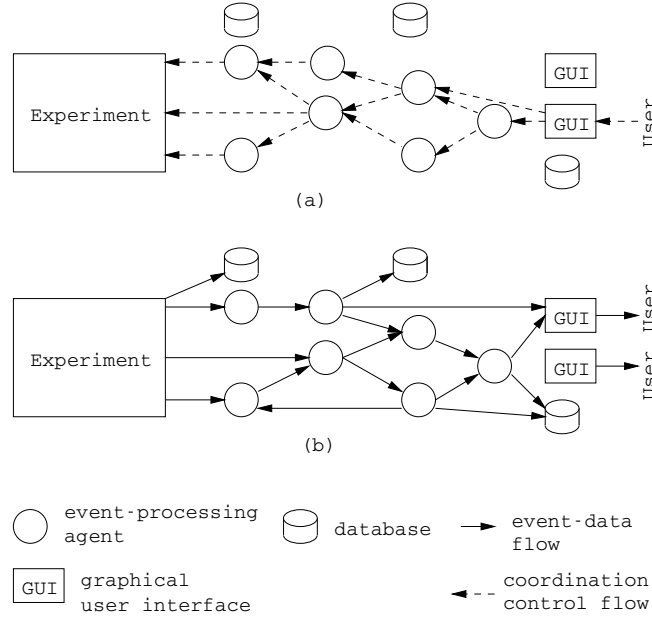 GUI
Experiment
GUI
User
(a)
User
GUI
Experiment
GUI
User
(b)
event-processing
agent
database
event-data
flow
GUI
graphical
user interface
coordination
control flow